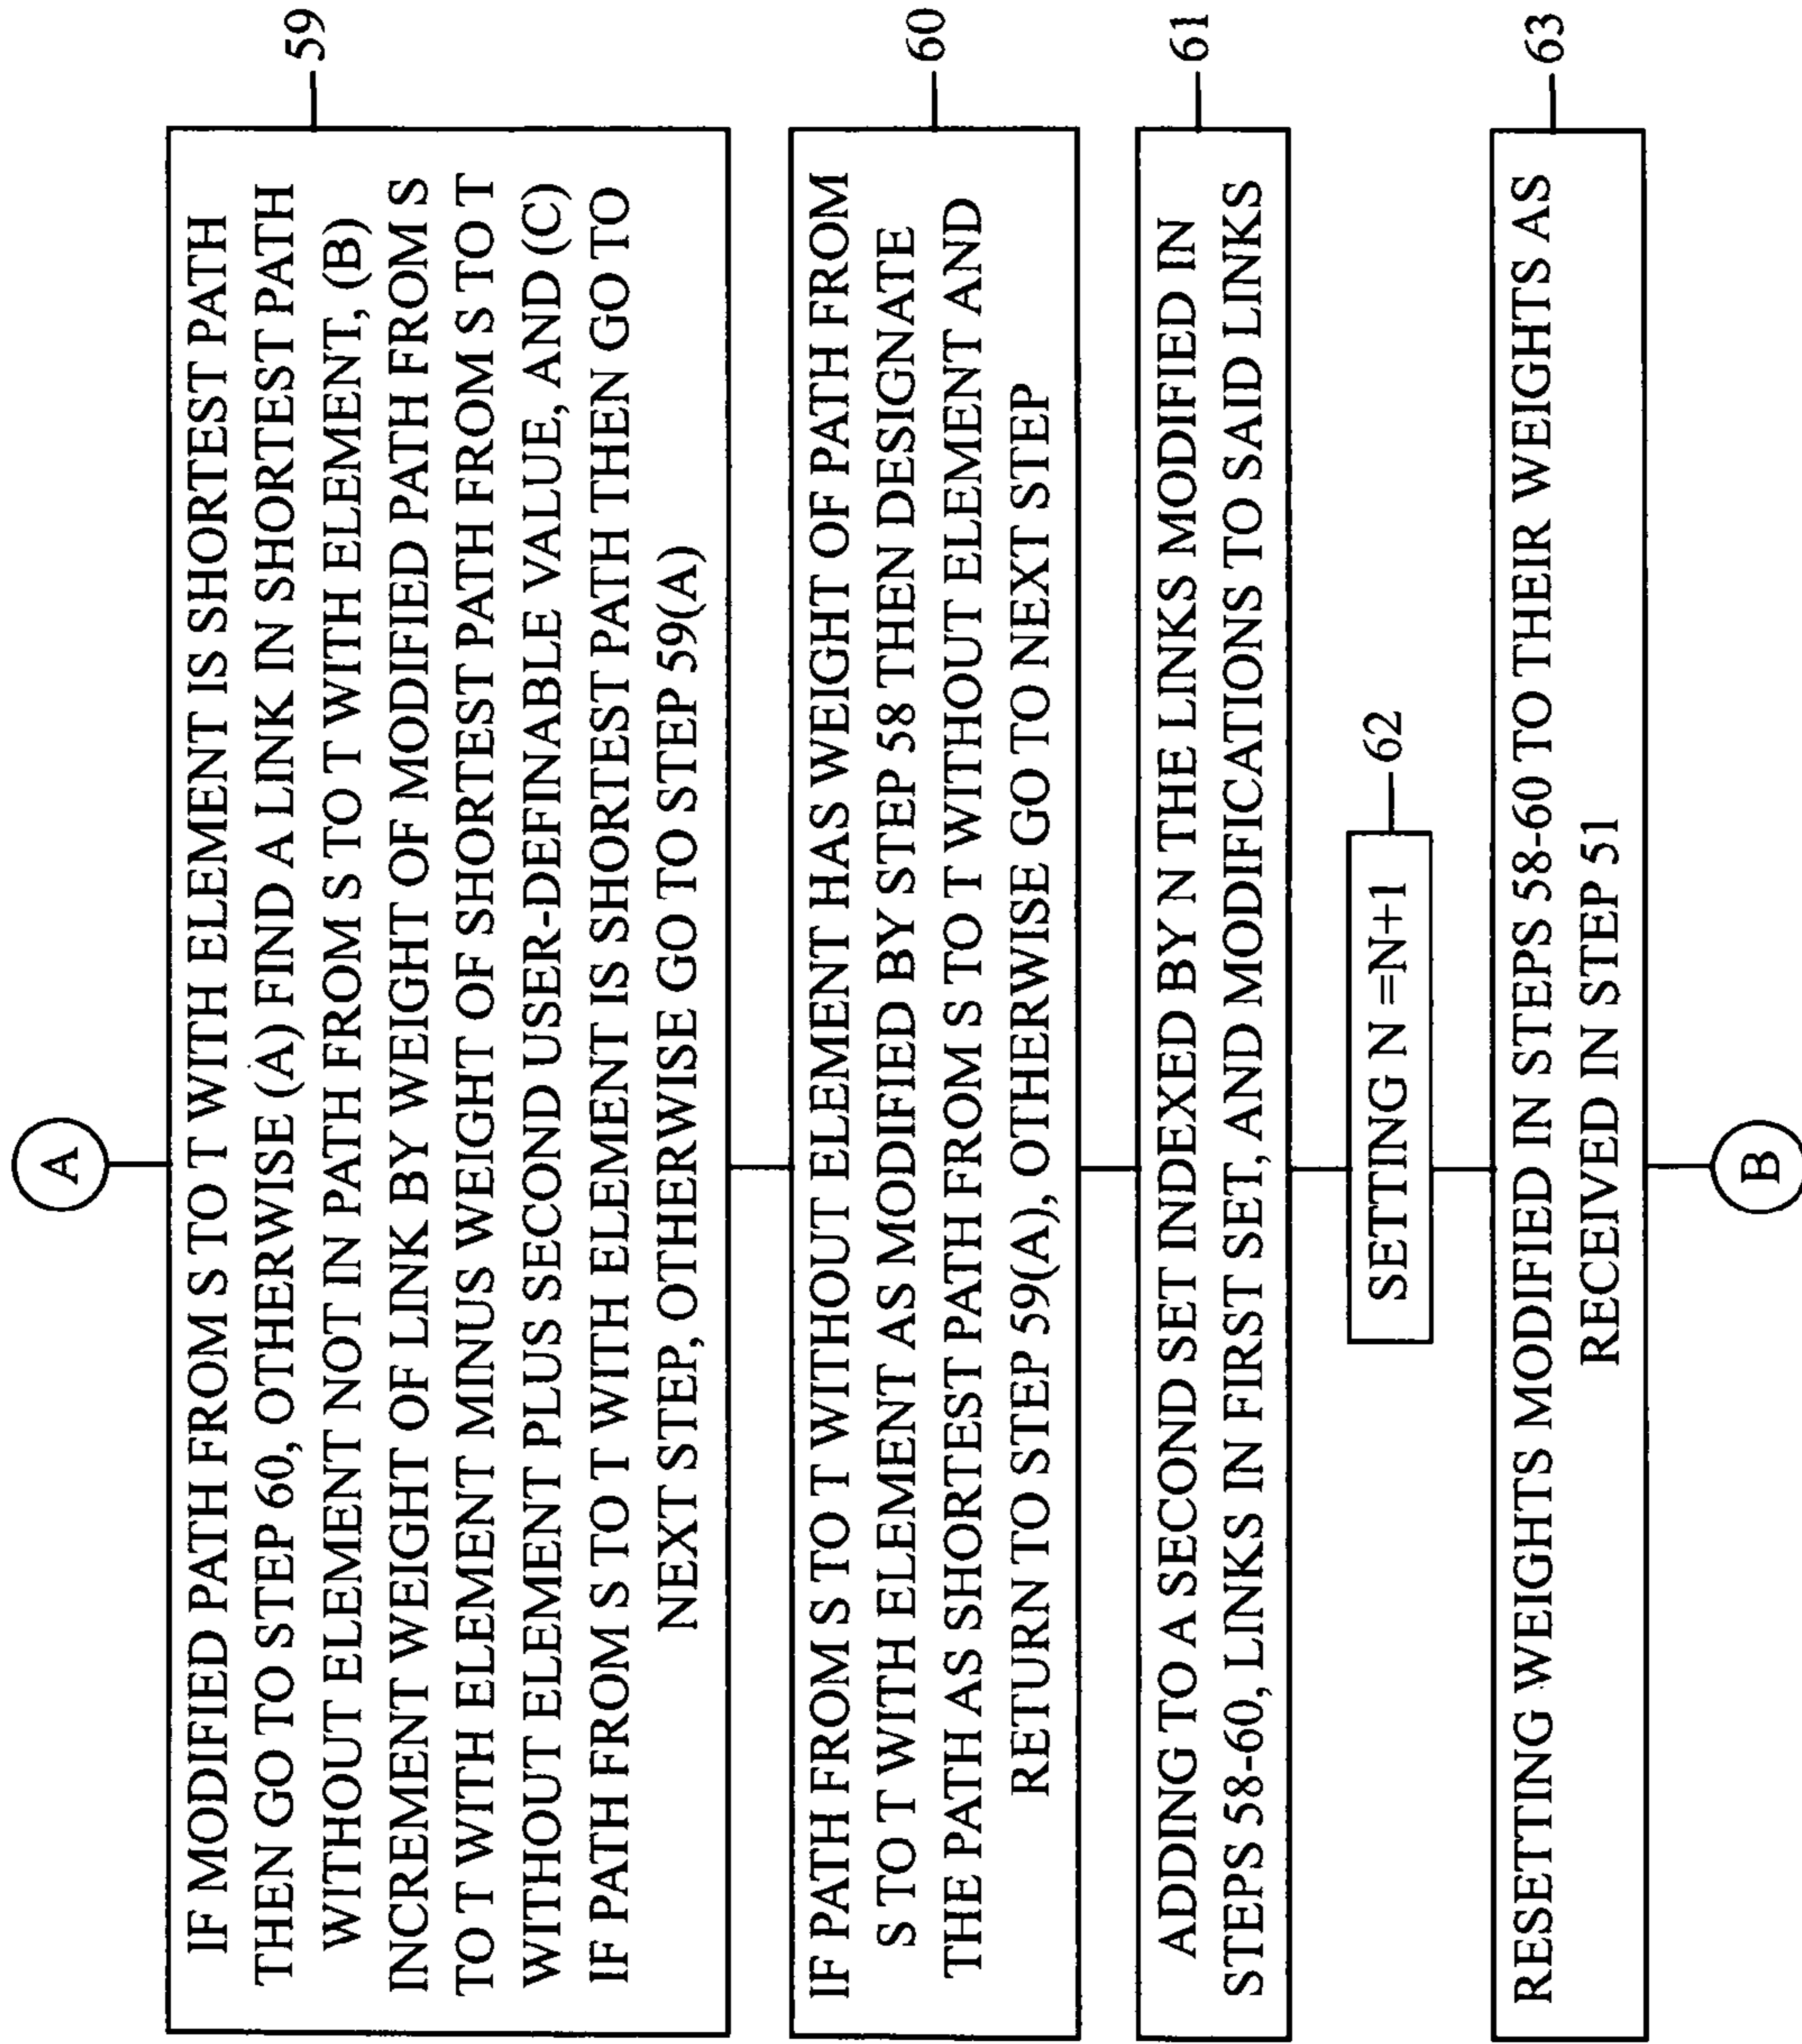 A
IF MODIFIED PATH FROM S TO T WITH ELEMENT IS SHORTEST PATH
THEN GO TO STEP 60, OTHERWISE (A) FIND A LINK IN SHORTEST PATH
WITHOUT ELEMENT NOT IN PATH FROM S TO T WITH ELEMENT, (B)
INCREMENT WEIGHT OF LINK BY WEIGHT OF MODIFIED PATH FROM S
TO T WITH ELEMENT MINUS WEIGHT OF SHORTEST PATH FROM S TO T
WITHOUT ELEMENT PLUS SECOND USER-DEFINABLE VALUE, AND (C)
IF PATH FROM S TO T WITH ELEMENT IS SHORTEST PATH THEN GO TO
NEXT STEP, OTHERWISE GO TO STEP 59(A)
59
IF PATH FROM S TO T WITHOUT ELEMENT HAS WEIGHT OF PATH FROM
S TO T WITH ELEMENT AS MODIFIED BY STEP 58 THEN DESIGNATE
THE PATH AS SHORTEST PATH FROM S TO T WITHOUT ELEMENT AND
RETURN TO STEP 59(A), OTHERWISE GO TO NEXT STEP
60
ADDING TO A SECOND SET INDEXED BY N THE LINKS MODIFIED IN
STEPS 58-60, LINKS IN FIRST SET, AND MODIFICATIONS TO SAID LINKS
61
SETTING N =N+1
62
RESETTING WEIGHTS MODIFIED IN STEPS 58-60 TO THEIR WEIGHTS AS
RECEIVED IN STEP 51
63
B